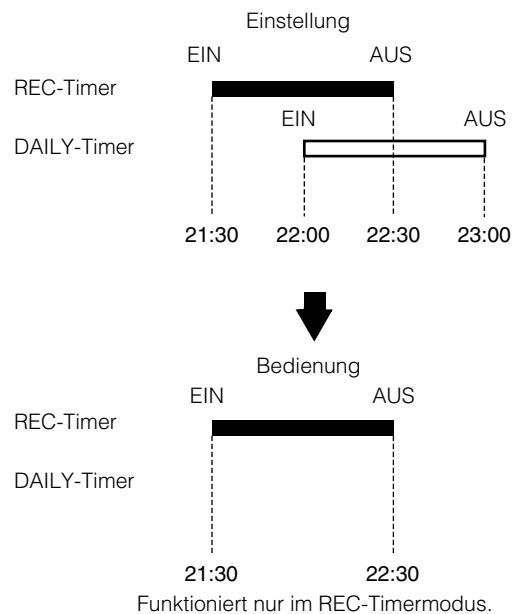 Einstellung
EIN AUS
REC-Timer
EIN AUS
DAILY-Timer
21:30 22:00 22:30 23:00
Bedienung
EIN AUS
REC-Timer
DAILY-Timer
21:30 22:30
Funktioniert nur im REC-Timermodus.